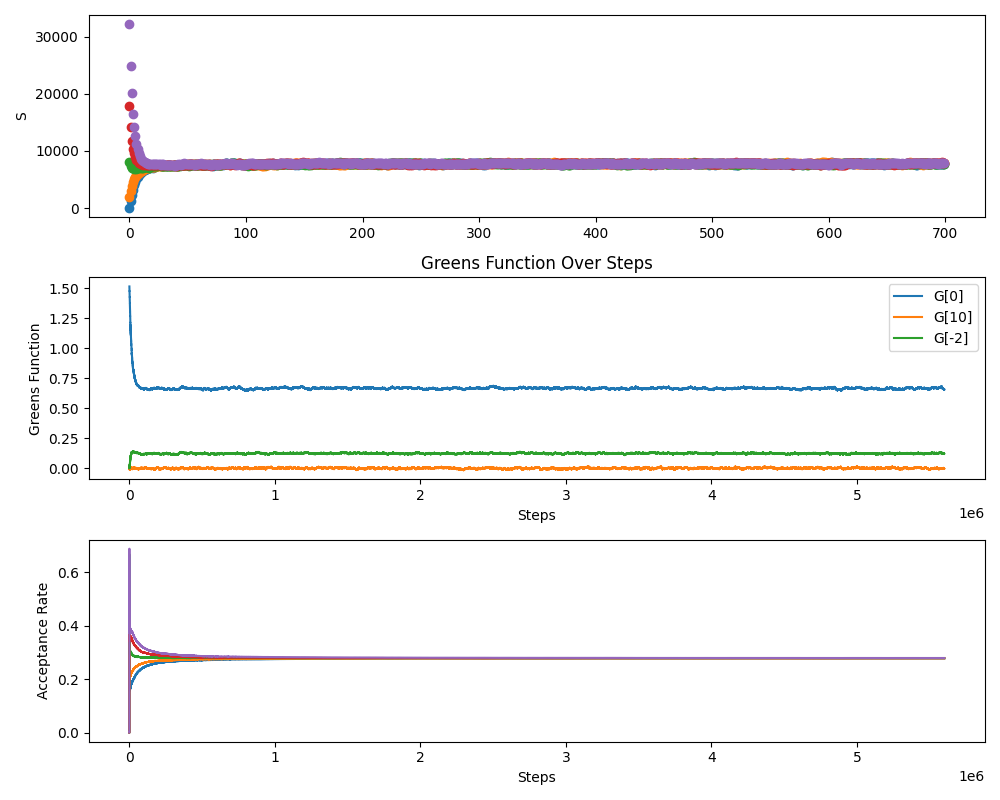 30000
20000
10000
0
S
0 100 200 300 400 500 600 700
Greens Function Over Steps
1.50
1.25
1.00
0.75
0.50
0.25
0.00
Greens Function
G[0]
G[10]
G[-2]
0 1 2 3 4 5
1e6
Steps
0.6
0.4
0.2
0.0
Acceptance Rate
0 1 2 3 4 5
1e6
Steps